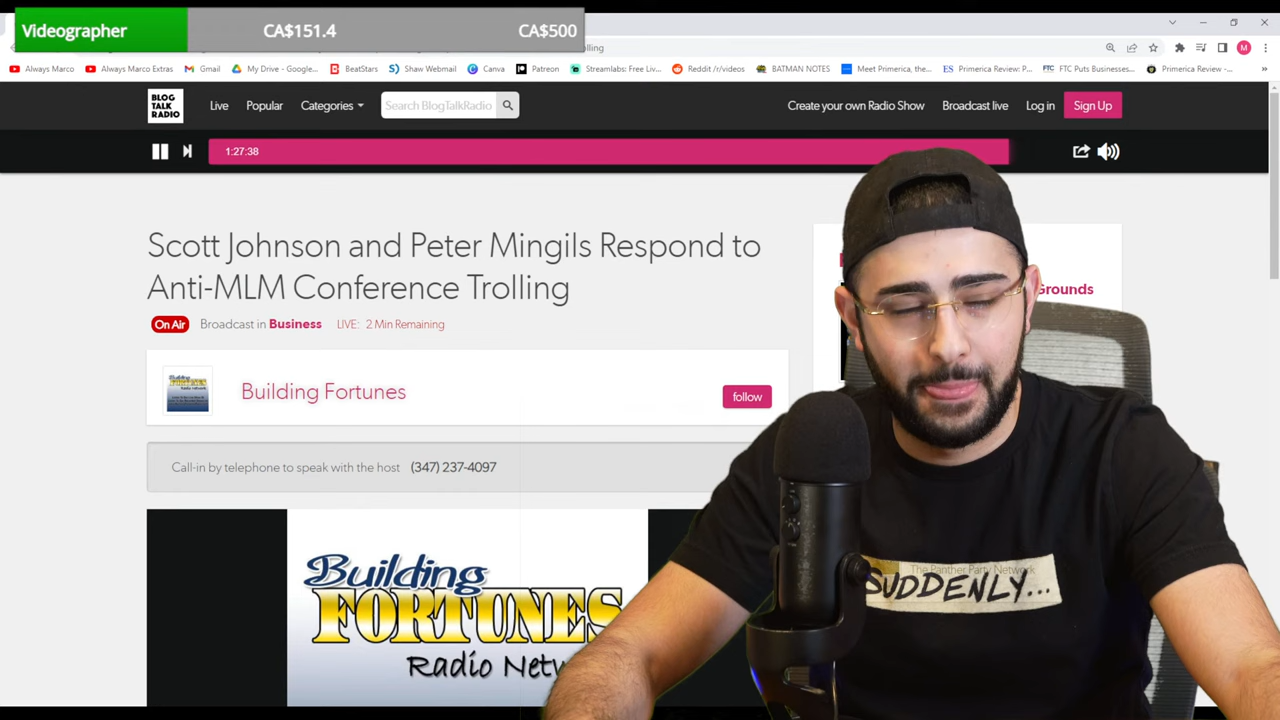 Videographer CA$151.4 CA$500
olling
Always Marco Always Marco Extras Gmail My Drive - Google... BeatStars Shaw Webmail Canva Patreon Streamlabs: Free Liv... Reddit /r/videos BATMAN NOTES Meet Primerica, the... Primerica Review: P... FTC Puts Businesses... Primerica Review -...
BLOG
TALK
RADIO
Live Popular Categories Search BlogTalkRadio Create your own Radio Show Broadcast live Log in Sign Up
1:27:38
Scott Johnson and Peter Mingils Respond to
Anti-MLM Conference Trolling
Grounds
On Air Broadcast in Business LIVE: 2 Min Remaining
Building Fortunes follow
Call-in by telephone to speak with the host (347) 237-4097
The Panther Party Network
SUDDENLY...
Building
FORTUNES
Radio Netw